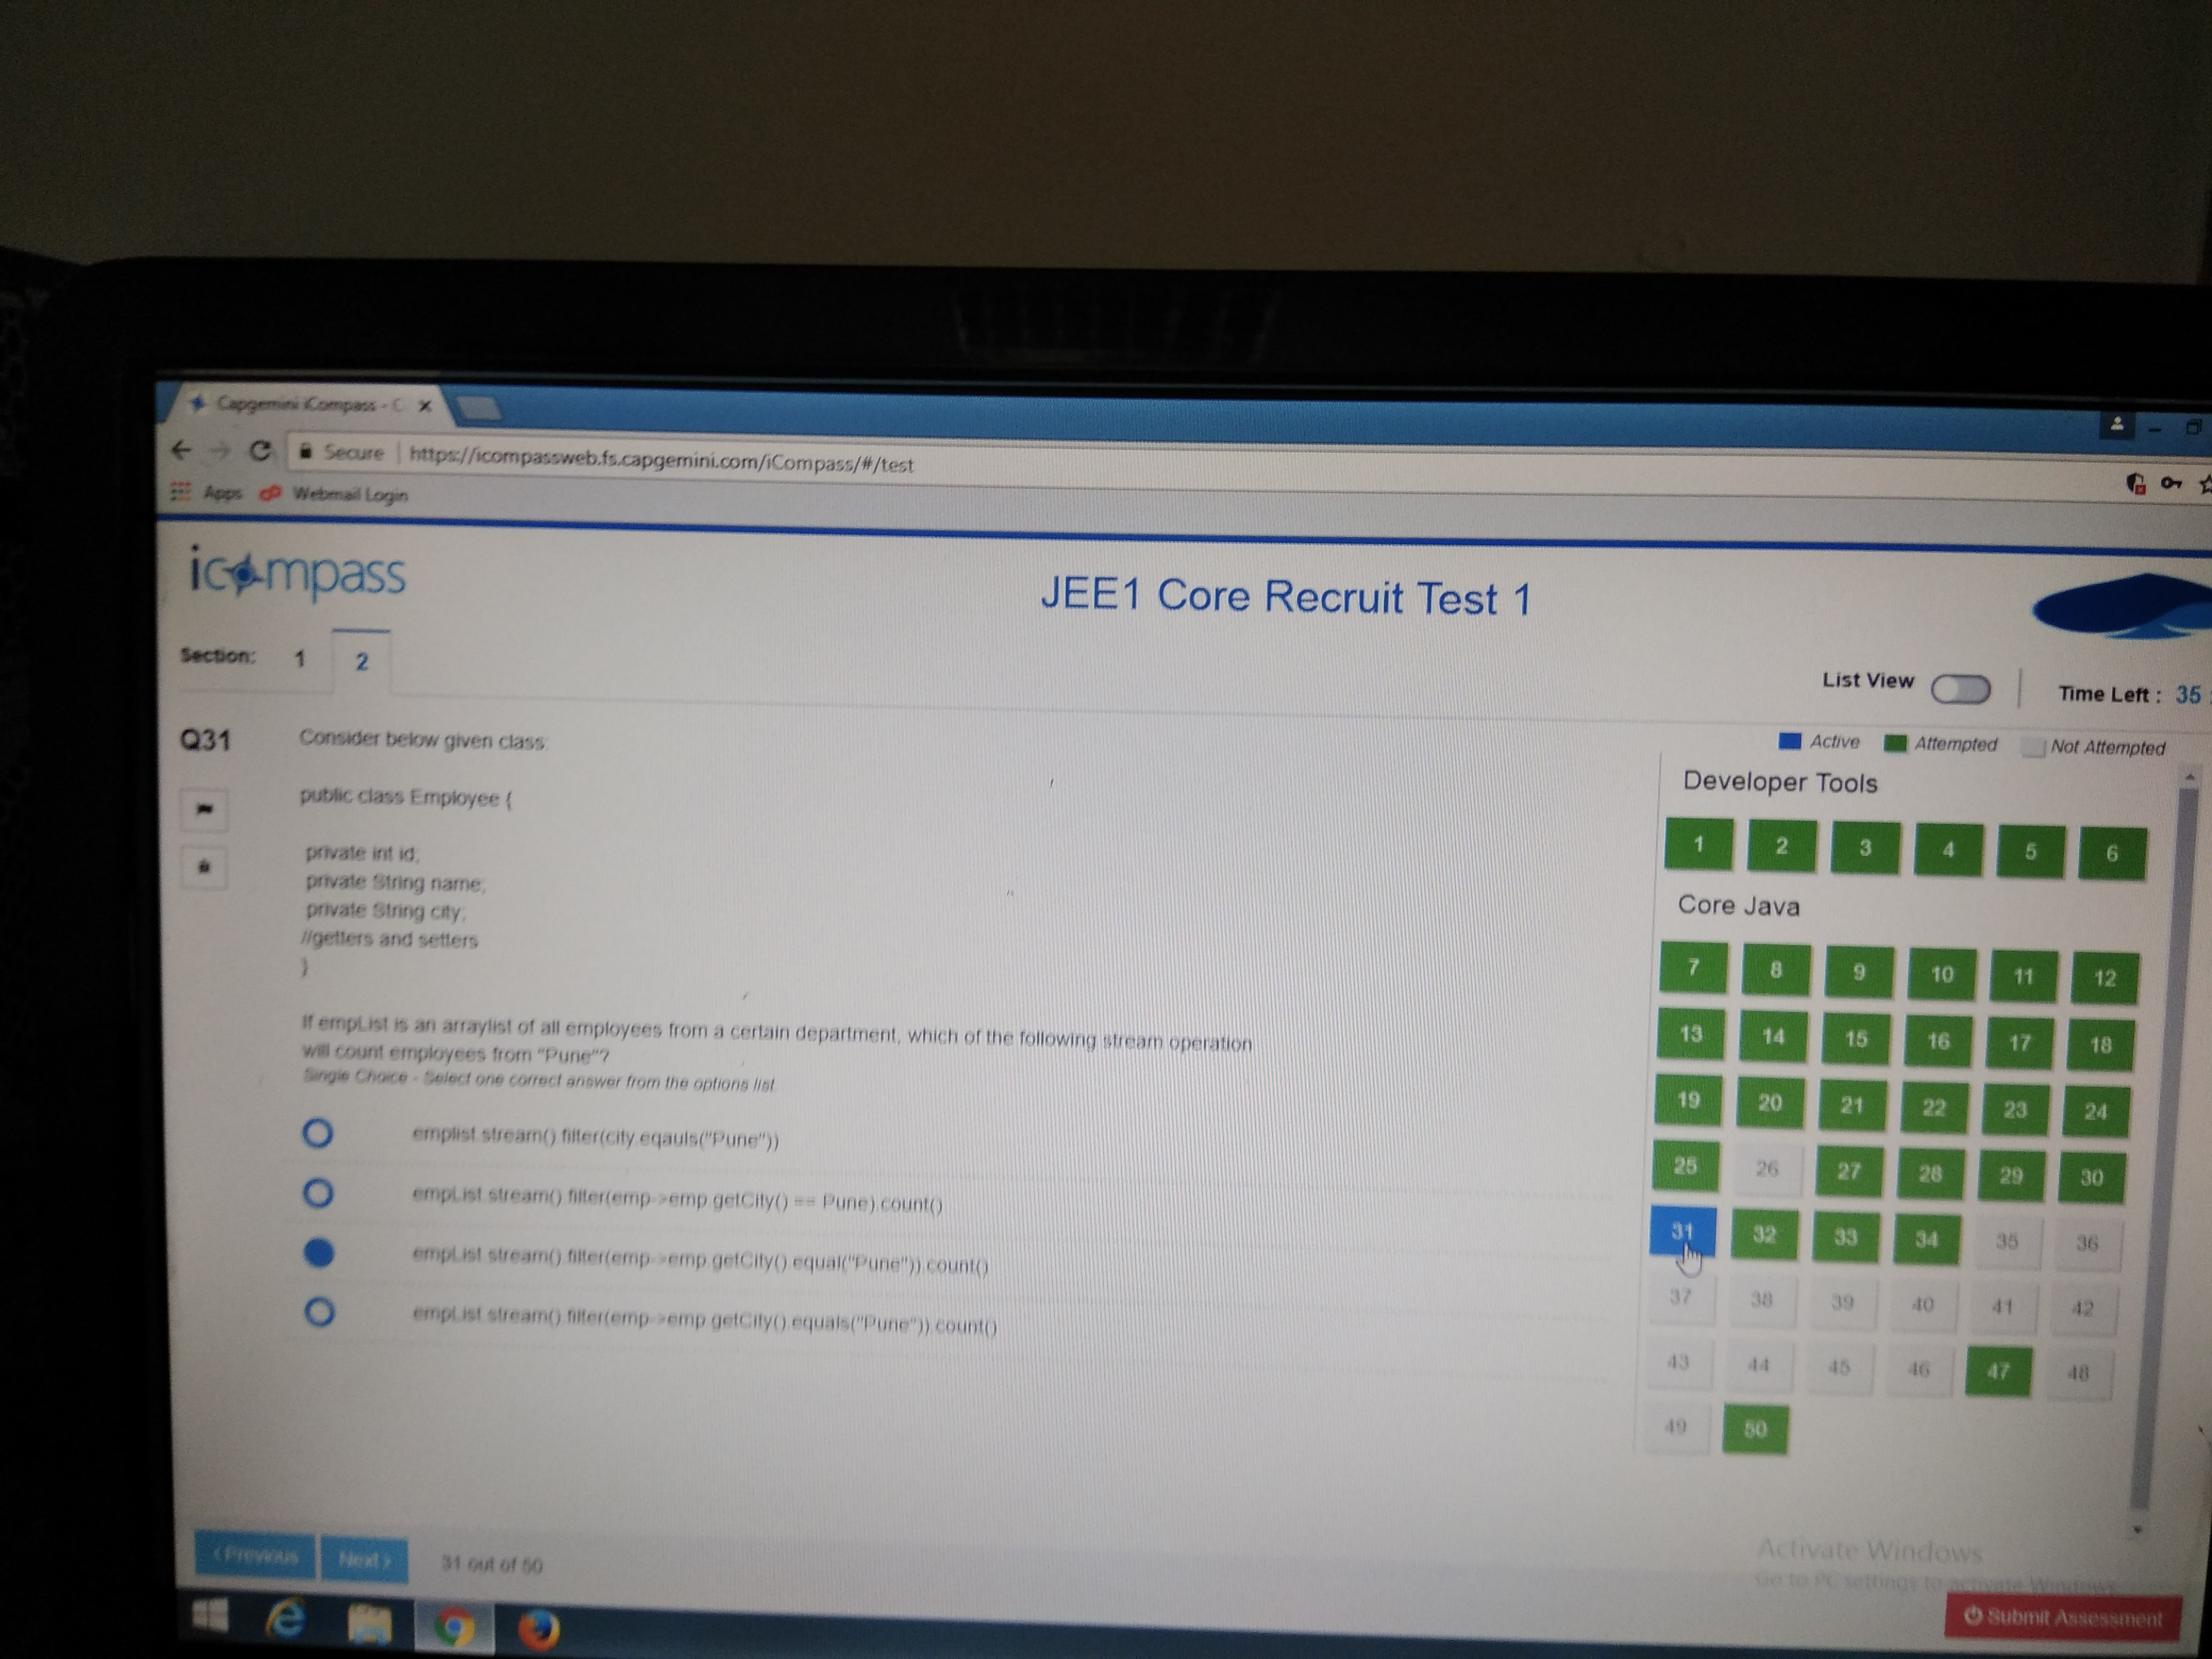 Capgemini iCompass - C
Secure | https://icompassweb.fs.capgemini.com/iCompass/#/test
Apps Webmail Login
icompass
JEE1 Core Recruit Test 1
Section: 1 2
List View
Time Left : 35
Active Attempted Not Attempted
Q31
Consider below given class:
public class Employee {
private int id;
private String name;
private String city;
//getters and setters
}
If empList is an arraylist of all employees from a certain department, which of the following stream operation
will count employees from "Pune"?
Single Choice - Select one correct answer from the options list.
emplist.stream().filter(city.eqauls("Pune"))
empList.stream().filter(emp->emp.getCity() == Pune).count()
empList.stream().filter(emp->emp.getCity().equal("Pune")).count()
empList.stream().filter(emp->emp.getCity().equals("Pune")).count()
Developer Tools
1 2 3 4 5 6
Core Java
7 8 9 10 11 12
13 14 15 16 17 18
19 20 21 22 23 24
25 26 27 28 29 30
31 32 33 34 35 36
37 38 39 40 41 42
43 44 45 46 47 48
49 50
Previous Next 31 out of 50
Activate Windows
Go to PC settings to activate Windows.
Submit Assessment